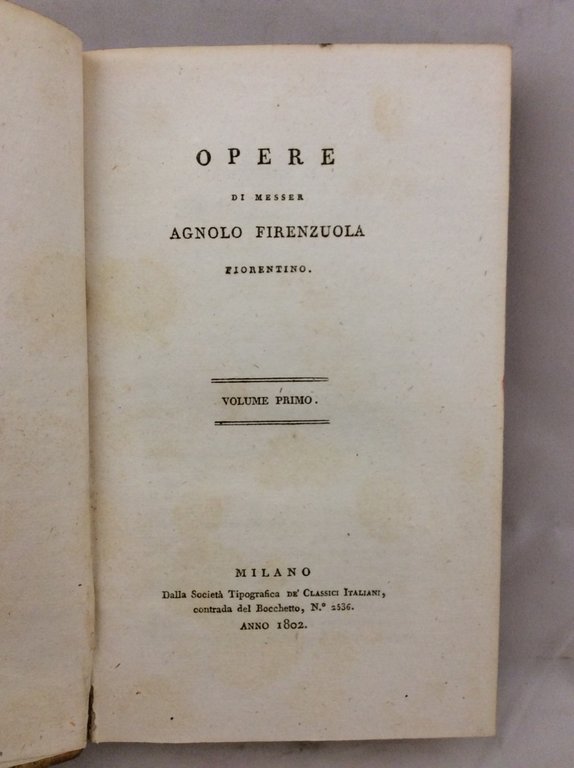 OPERE
DI MESSER
AGNOLO FIRENZUOLA
FIORENTINO.
VOLUME PRIMO.
MILANO
Dalla Società Tipografica DE' CLASSICI ITALIANI,
contrada del Bocchetto, N.º 2536.
ANNO 1802.